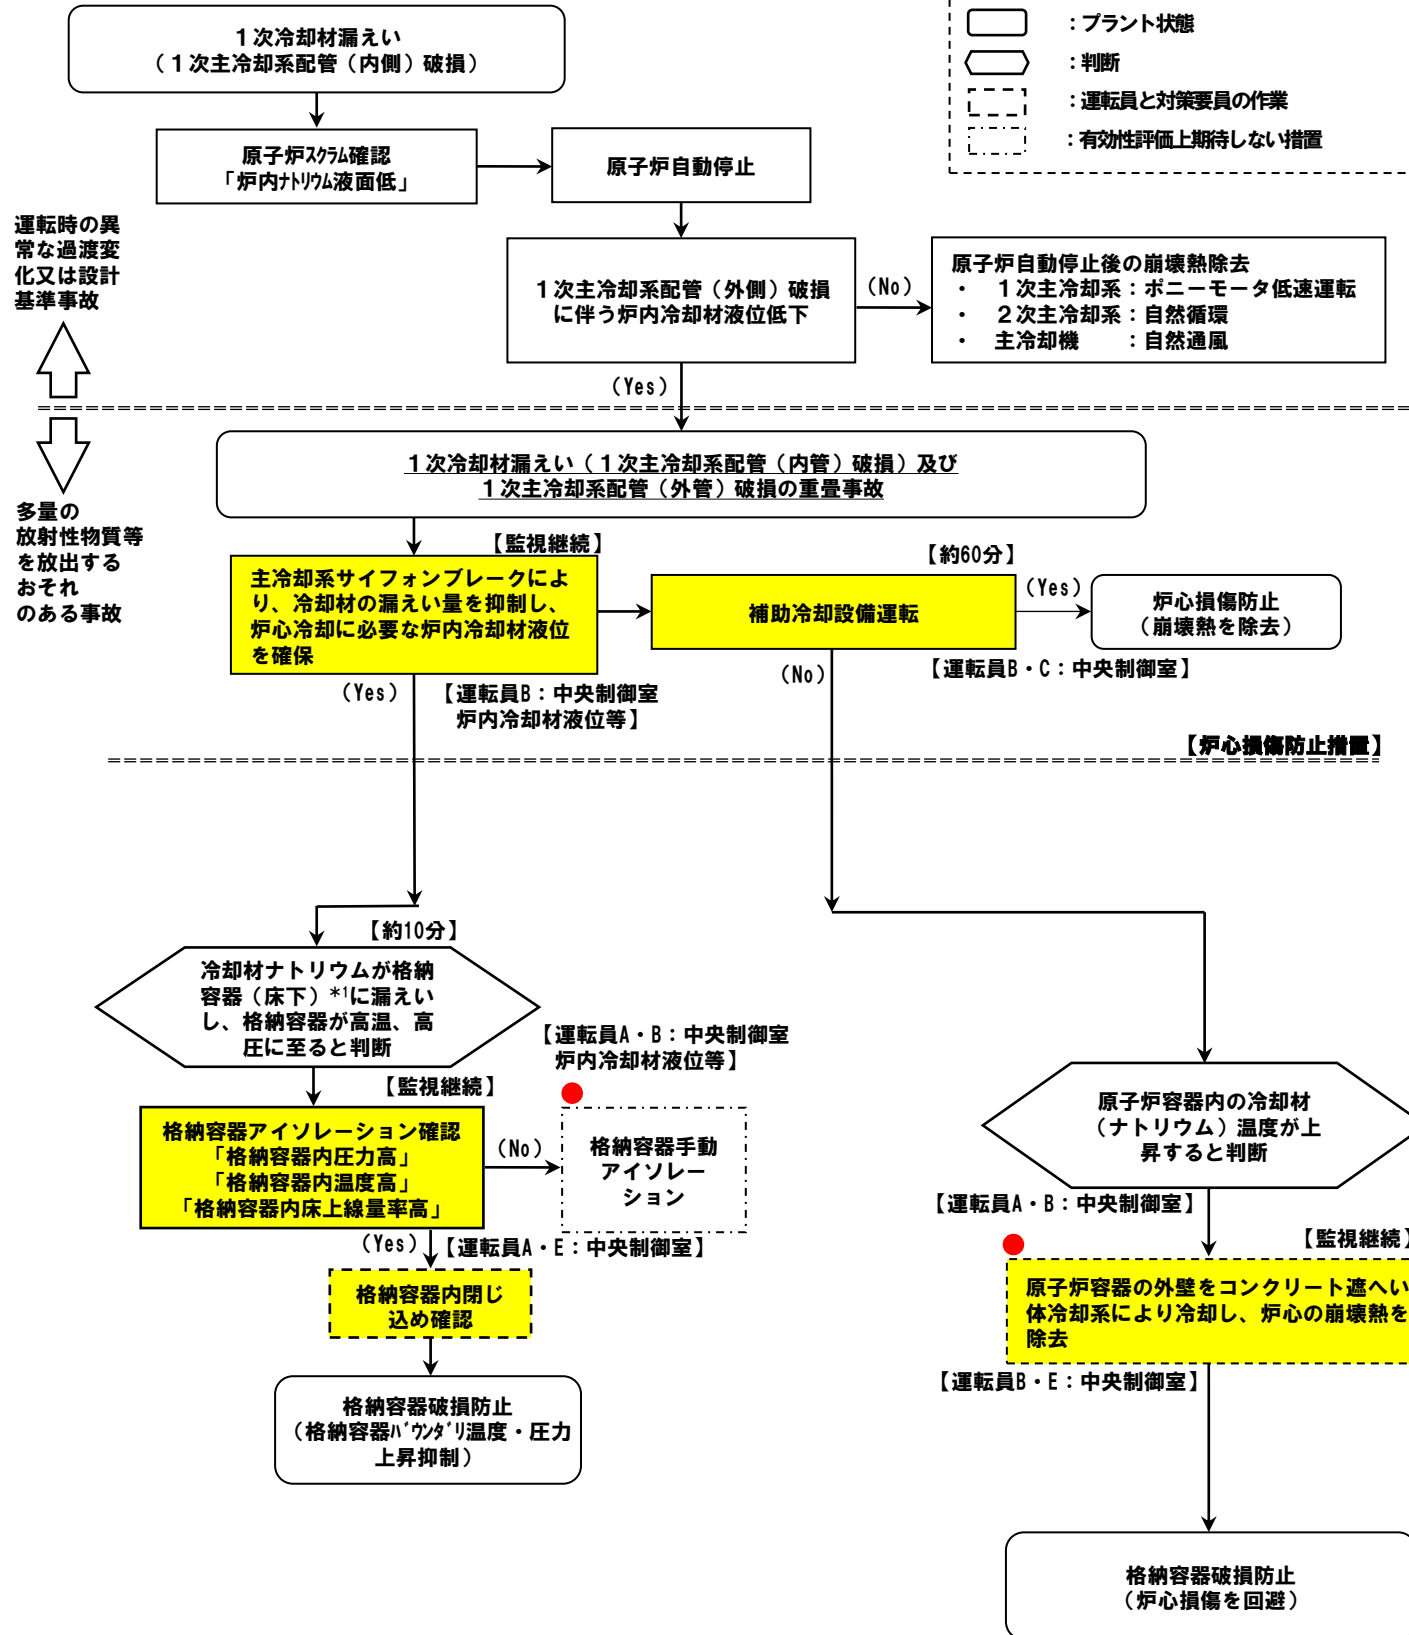 ：プラント状態
：判断
：運転員と対策要員の作業
：有効性評価上期待しない措置
１次冷却材漏えい
（１次主冷却系配管（内側）破損）
原子炉ｽｸﾗﾑ確認
「炉内ﾅﾄﾘｳﾑ液面低」
原子炉自動停止
運転時の異
常な過渡変
化又は設計
基準事故
１次主冷却系配管（外側）破損
に伴う炉内冷却材液位低下
（No）
原子炉自動停止後の崩壊熱除去
・　１次主冷却系：ポニーモータ低速運転
・　２次主冷却系：自然循環
・　主冷却機　　：自然通風
（Yes）
１次冷却材漏えい（１次主冷却系配管（内管）破損）及び
１次主冷却系配管（外管）破損の重畳事故
多量の
放射性物質等
を放出する
おそれ
のある事故
【監視継続】
主冷却系サイフォンブレークによ
り、冷却材の漏えい量を抑制し、
炉心冷却に必要な炉内冷却材液位
を確保
【約60分】
補助冷却設備運転
（Yes）
炉心損傷防止
（崩壊熱を除去）
（Yes）
【運転員B：中央制御室
炉内冷却材液位等】
（No）
【運転員B・C：中央制御室】
【炉心損傷防止措置】
【約10分】
冷却材ナトリウムが格納
容器（床下）*1に漏えい
し、格納容器が高温、高
圧に至ると判断
【運転員A・B：中央制御室
炉内冷却材液位等】
【監視継続】
格納容器アイソレーション確認
「格納容器内圧力高」
「格納容器内温度高」
「格納容器内床上線量率高」
（No）
格納容器手動
アイソレー
ション
（Yes）
【運転員A・E：中央制御室】
格納容器内閉じ
込め確認
格納容器破損防止
（格納容器ﾊﾞｳﾝﾀﾞﾘ温度・圧力
上昇抑制）
原子炉容器内の冷却材
（ナトリウム）温度が上
昇すると判断
【運転員A・B：中央制御室】
【監視継続】
原子炉容器の外壁をコンクリート遮へい
体冷却系により冷却し、炉心の崩壊熱を
除去
【運転員B・E：中央制御室】
格納容器破損防止
（炉心損傷を回避）